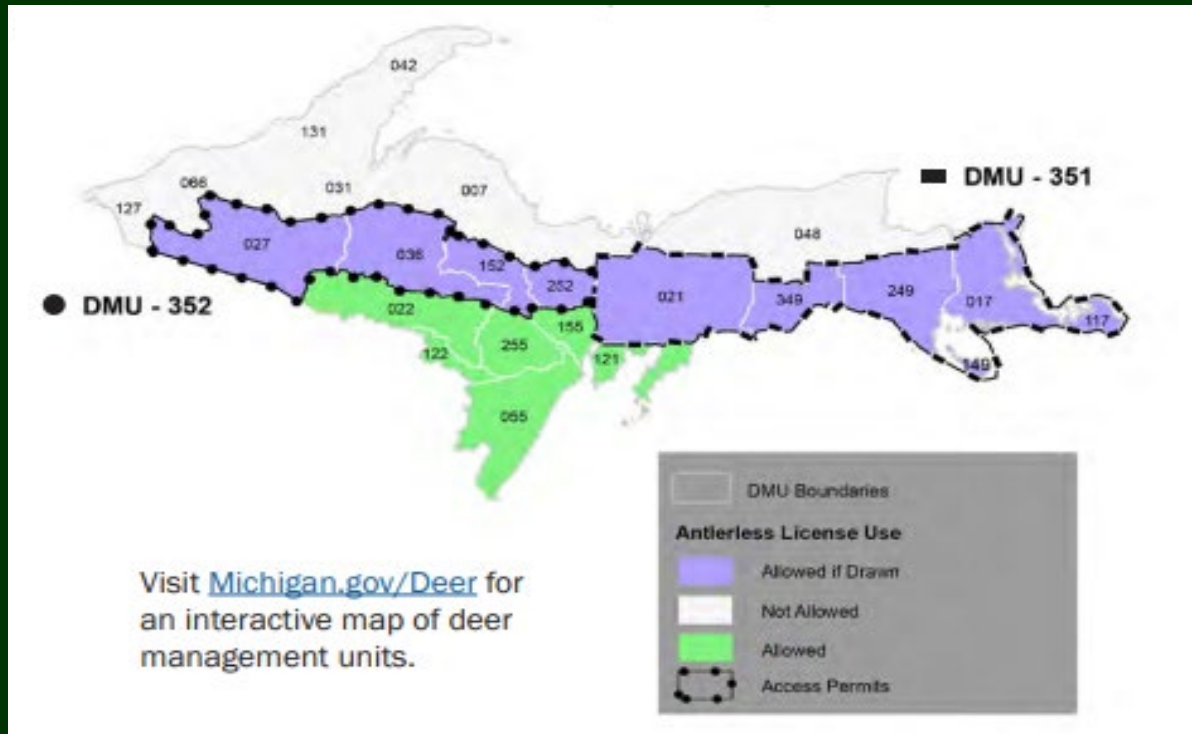 042
131
066
031
007
127
DMU - 351
048
027
036
152
252
021
349
249
017
117
DMU - 352
022
155
149
122
255
121
055
DMU Boundaries
Antlerless License Use
Allowed if Drawn
Not Allowed
Allowed
Access Permits
Visit Michigan.gov/Deer for
an interactive map of deer
management units.